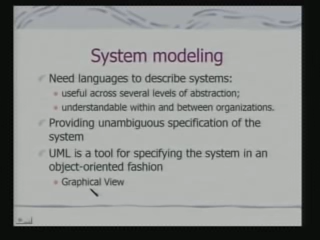 System modeling
Need languages to describe systems:
useful across several levels of abstraction;
understandable within and between organizations.
Providing unambiguous specification of the
system
UML is a tool for specifying the system in an
object-oriented fashion
Graphical View